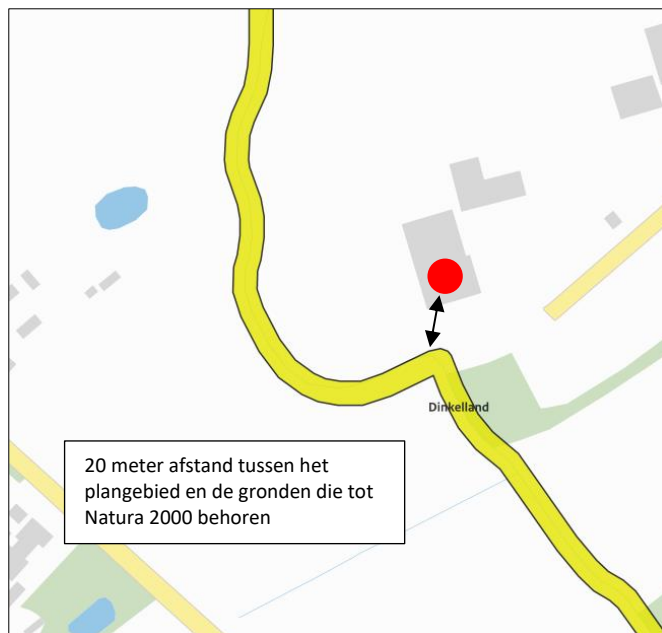 Dinkelland
20 meter afstand tussen het
plangebied en de gronden die tot
Natura 2000 behoren